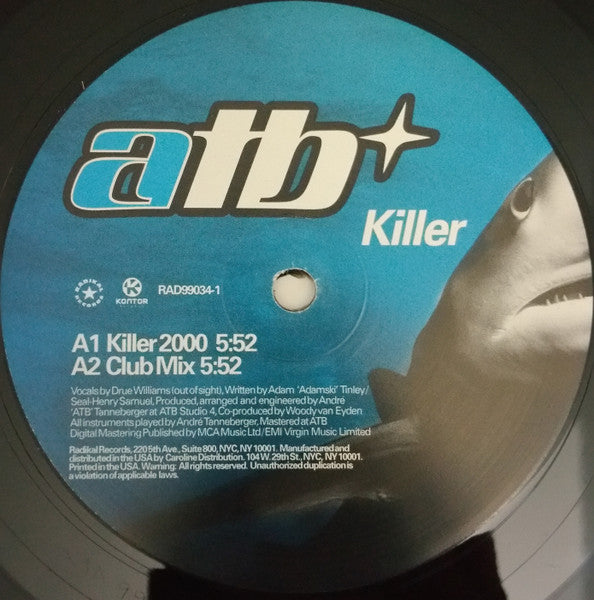 atb
Killer
RADIKAL RECORDS
K KONTOR
RAD99034-1
A1 Killer2000 5:52
A2 Club Mix 5:52
Vocals by Drue Williams (out of sight), Written by Adam 'Adamski' Tinley/
Seal-Henry Samuel, Produced, arranged and engineered by André
'ATB' Tanneberger at ATB Studio 4, Co-produced by Woody van Eyden
All instruments played by André Tanneberger, Mastered at ATB
Digital Mastering Published by MCA Music Ltd/EMI Virgin Music Limited
Radikal Records, 220 5th Ave., Suite 800, NYC, NY 10001. Manufactured and
distributed in the USA by Caroline Distribution. 104 W. 29th St., NYC, NY 10001.
Printed in the USA. Warning: All rights reserved. Unauthorized duplication is
a violation of applicable laws.